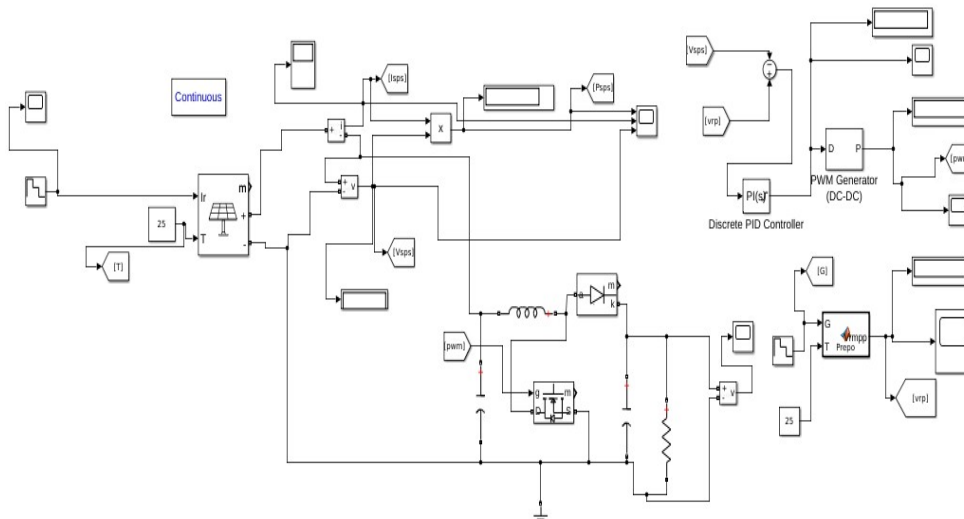 Continuous
[Isps]
[Psps]
[Vsps]
[vrp]
+
i
-
X
+
-
v
Ir
m
+
T
-
25
[T]
[Vsps]
D
P
PWM Generator
(DC-DC)
PI(s)
Discrete PID Controller
[G]
a
m
k
[pwm]
g
m
D
S
+
-
v
G
T
Prepo
25
[vrp]